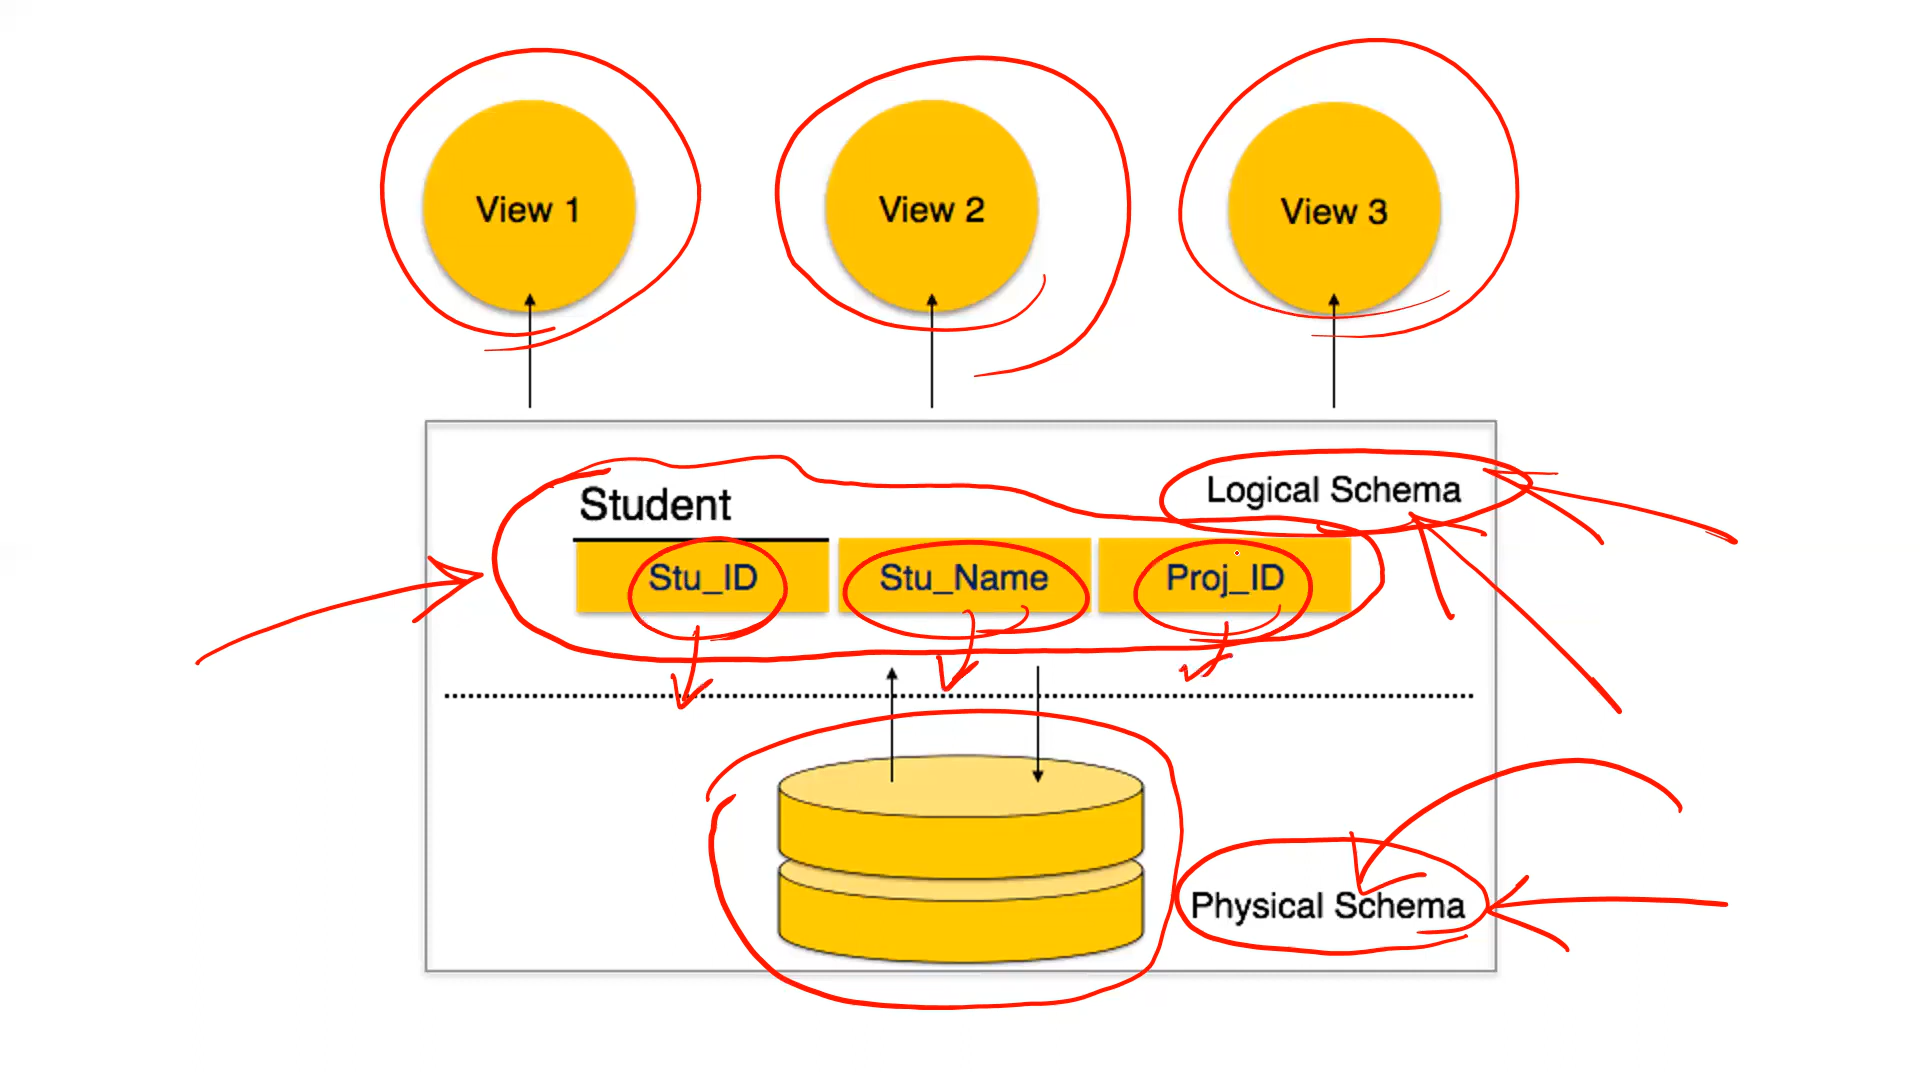 View 1
View 2
View 3
Logical Schema
Student
Stu_ID
Stu_Name
Proj_ID
Physical Schema